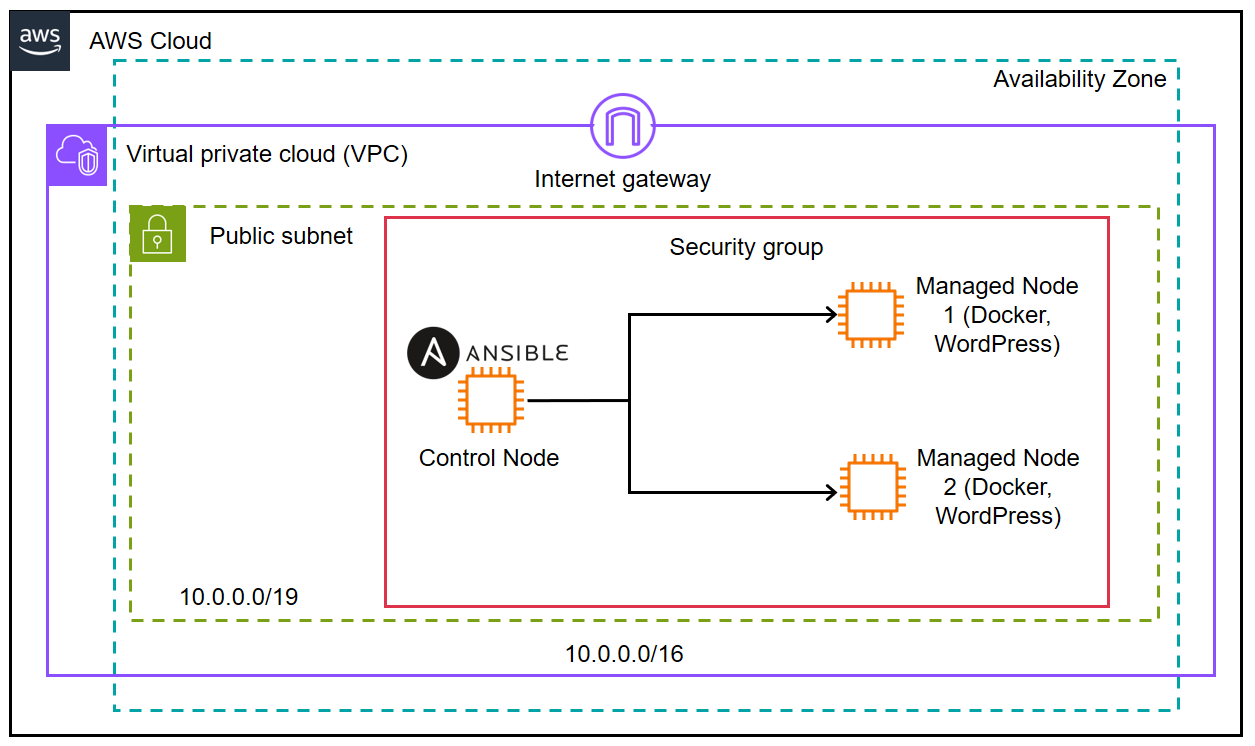 aws
AWS Cloud
Availability Zone
Virtual private cloud (VPC)
Internet gateway
Public subnet
Security group
Managed Node
1 (Docker,
WordPress)
ANSIBLE
Control Node
Managed Node
2 (Docker,
WordPress)
10.0.0.0/19
10.0.0.0/16